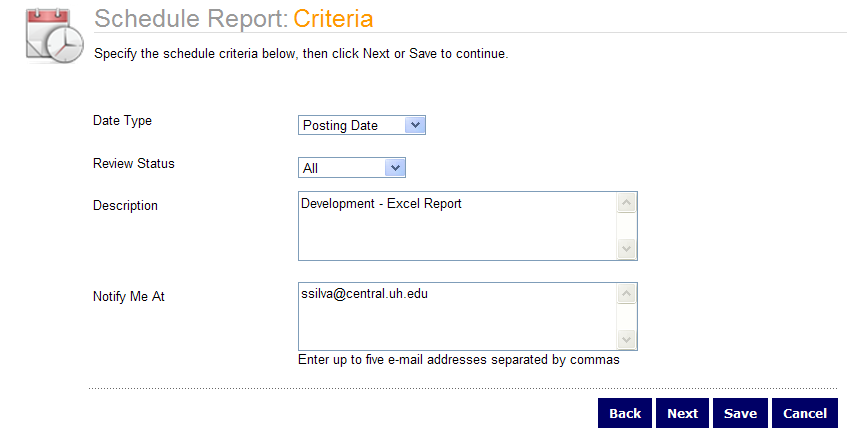 Schedule Report: Criteria
Specify the schedule criteria below, then click Next or Save to continue.
Date Type
Posting Date
Review Status
All
Description
Development - Excel Report
Notify Me At
ssilva@central.uh.edu
Enter up to five e-mail addresses separated by commas
Back Next Save Cancel